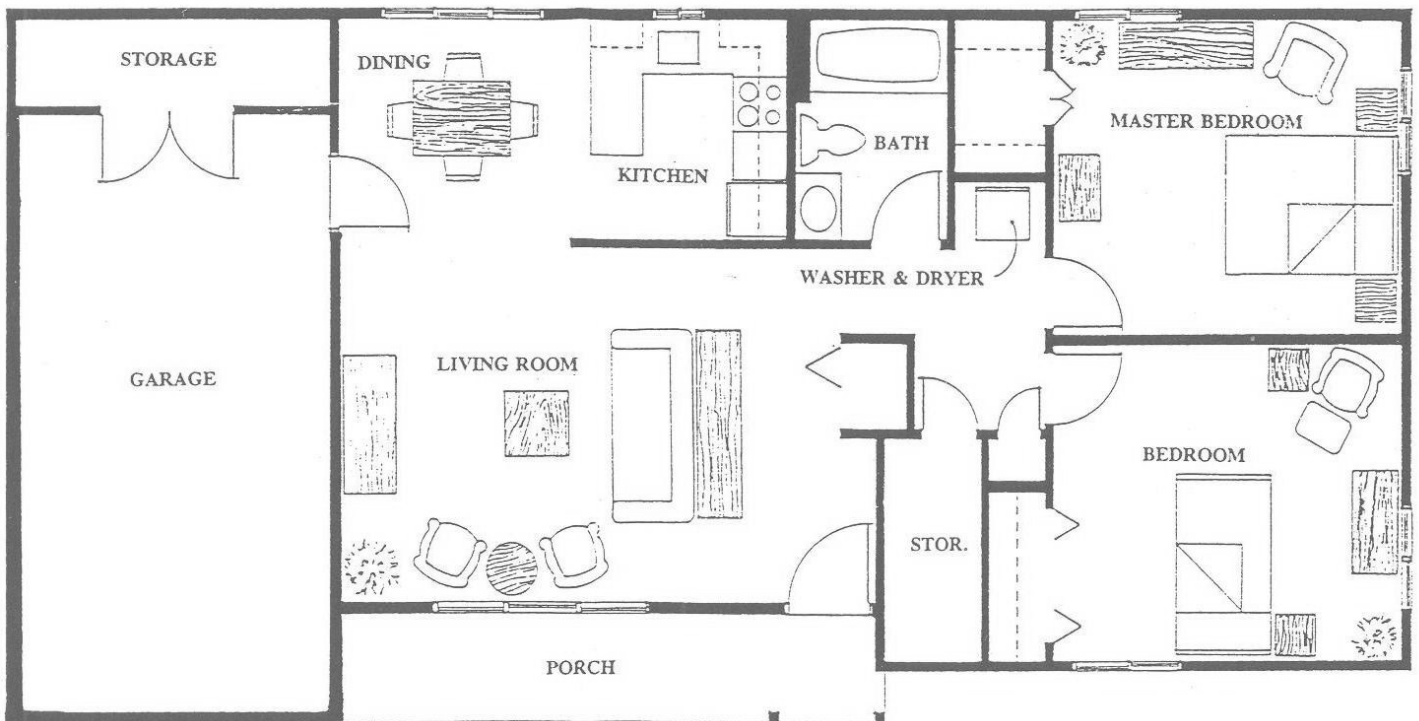 STORAGE
DINING
KITCHEN
BATH
MASTER BEDROOM
WASHER & DRYER
GARAGE
LIVING ROOM
BEDROOM
STOR.
PORCH